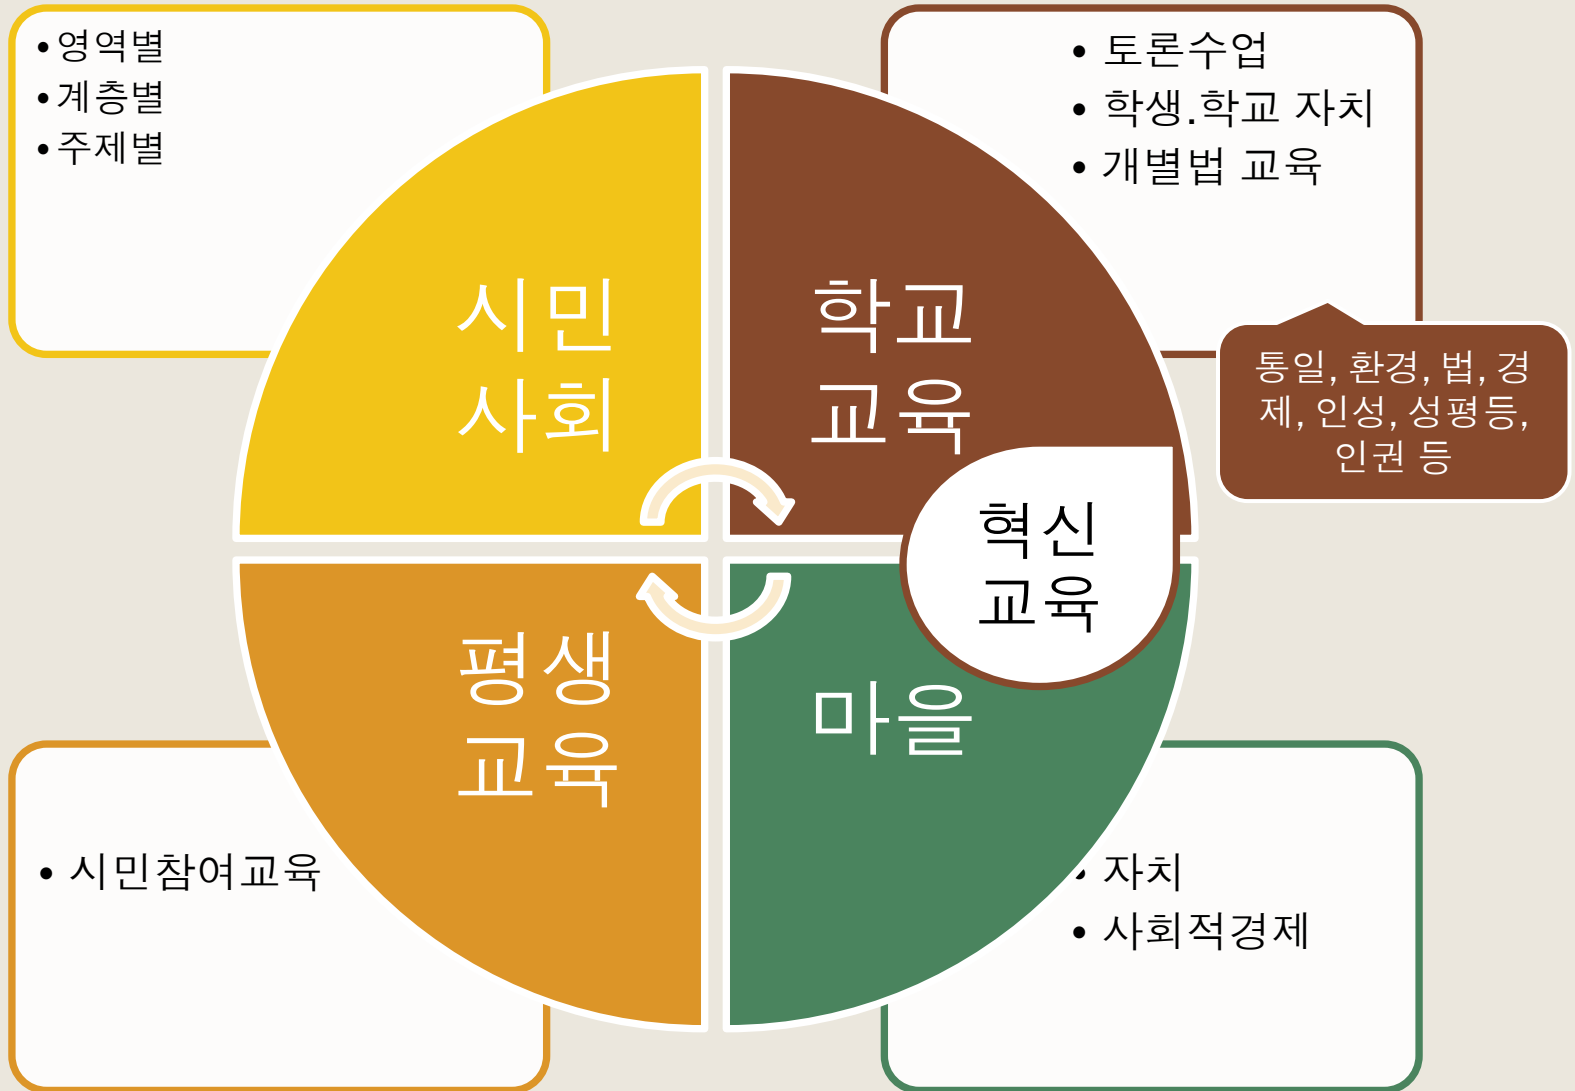 • 영역별
• 계층별
• 주제별
• 토론수업
• 학생.학교 자치
• 개별법 교육
시민
사회
학교
교육
통일, 환경, 법, 경
제, 인성, 성평등,
인권 등
혁신
교육
평생
교육
마을
• 시민참여교육
• 자치
• 사회적경제